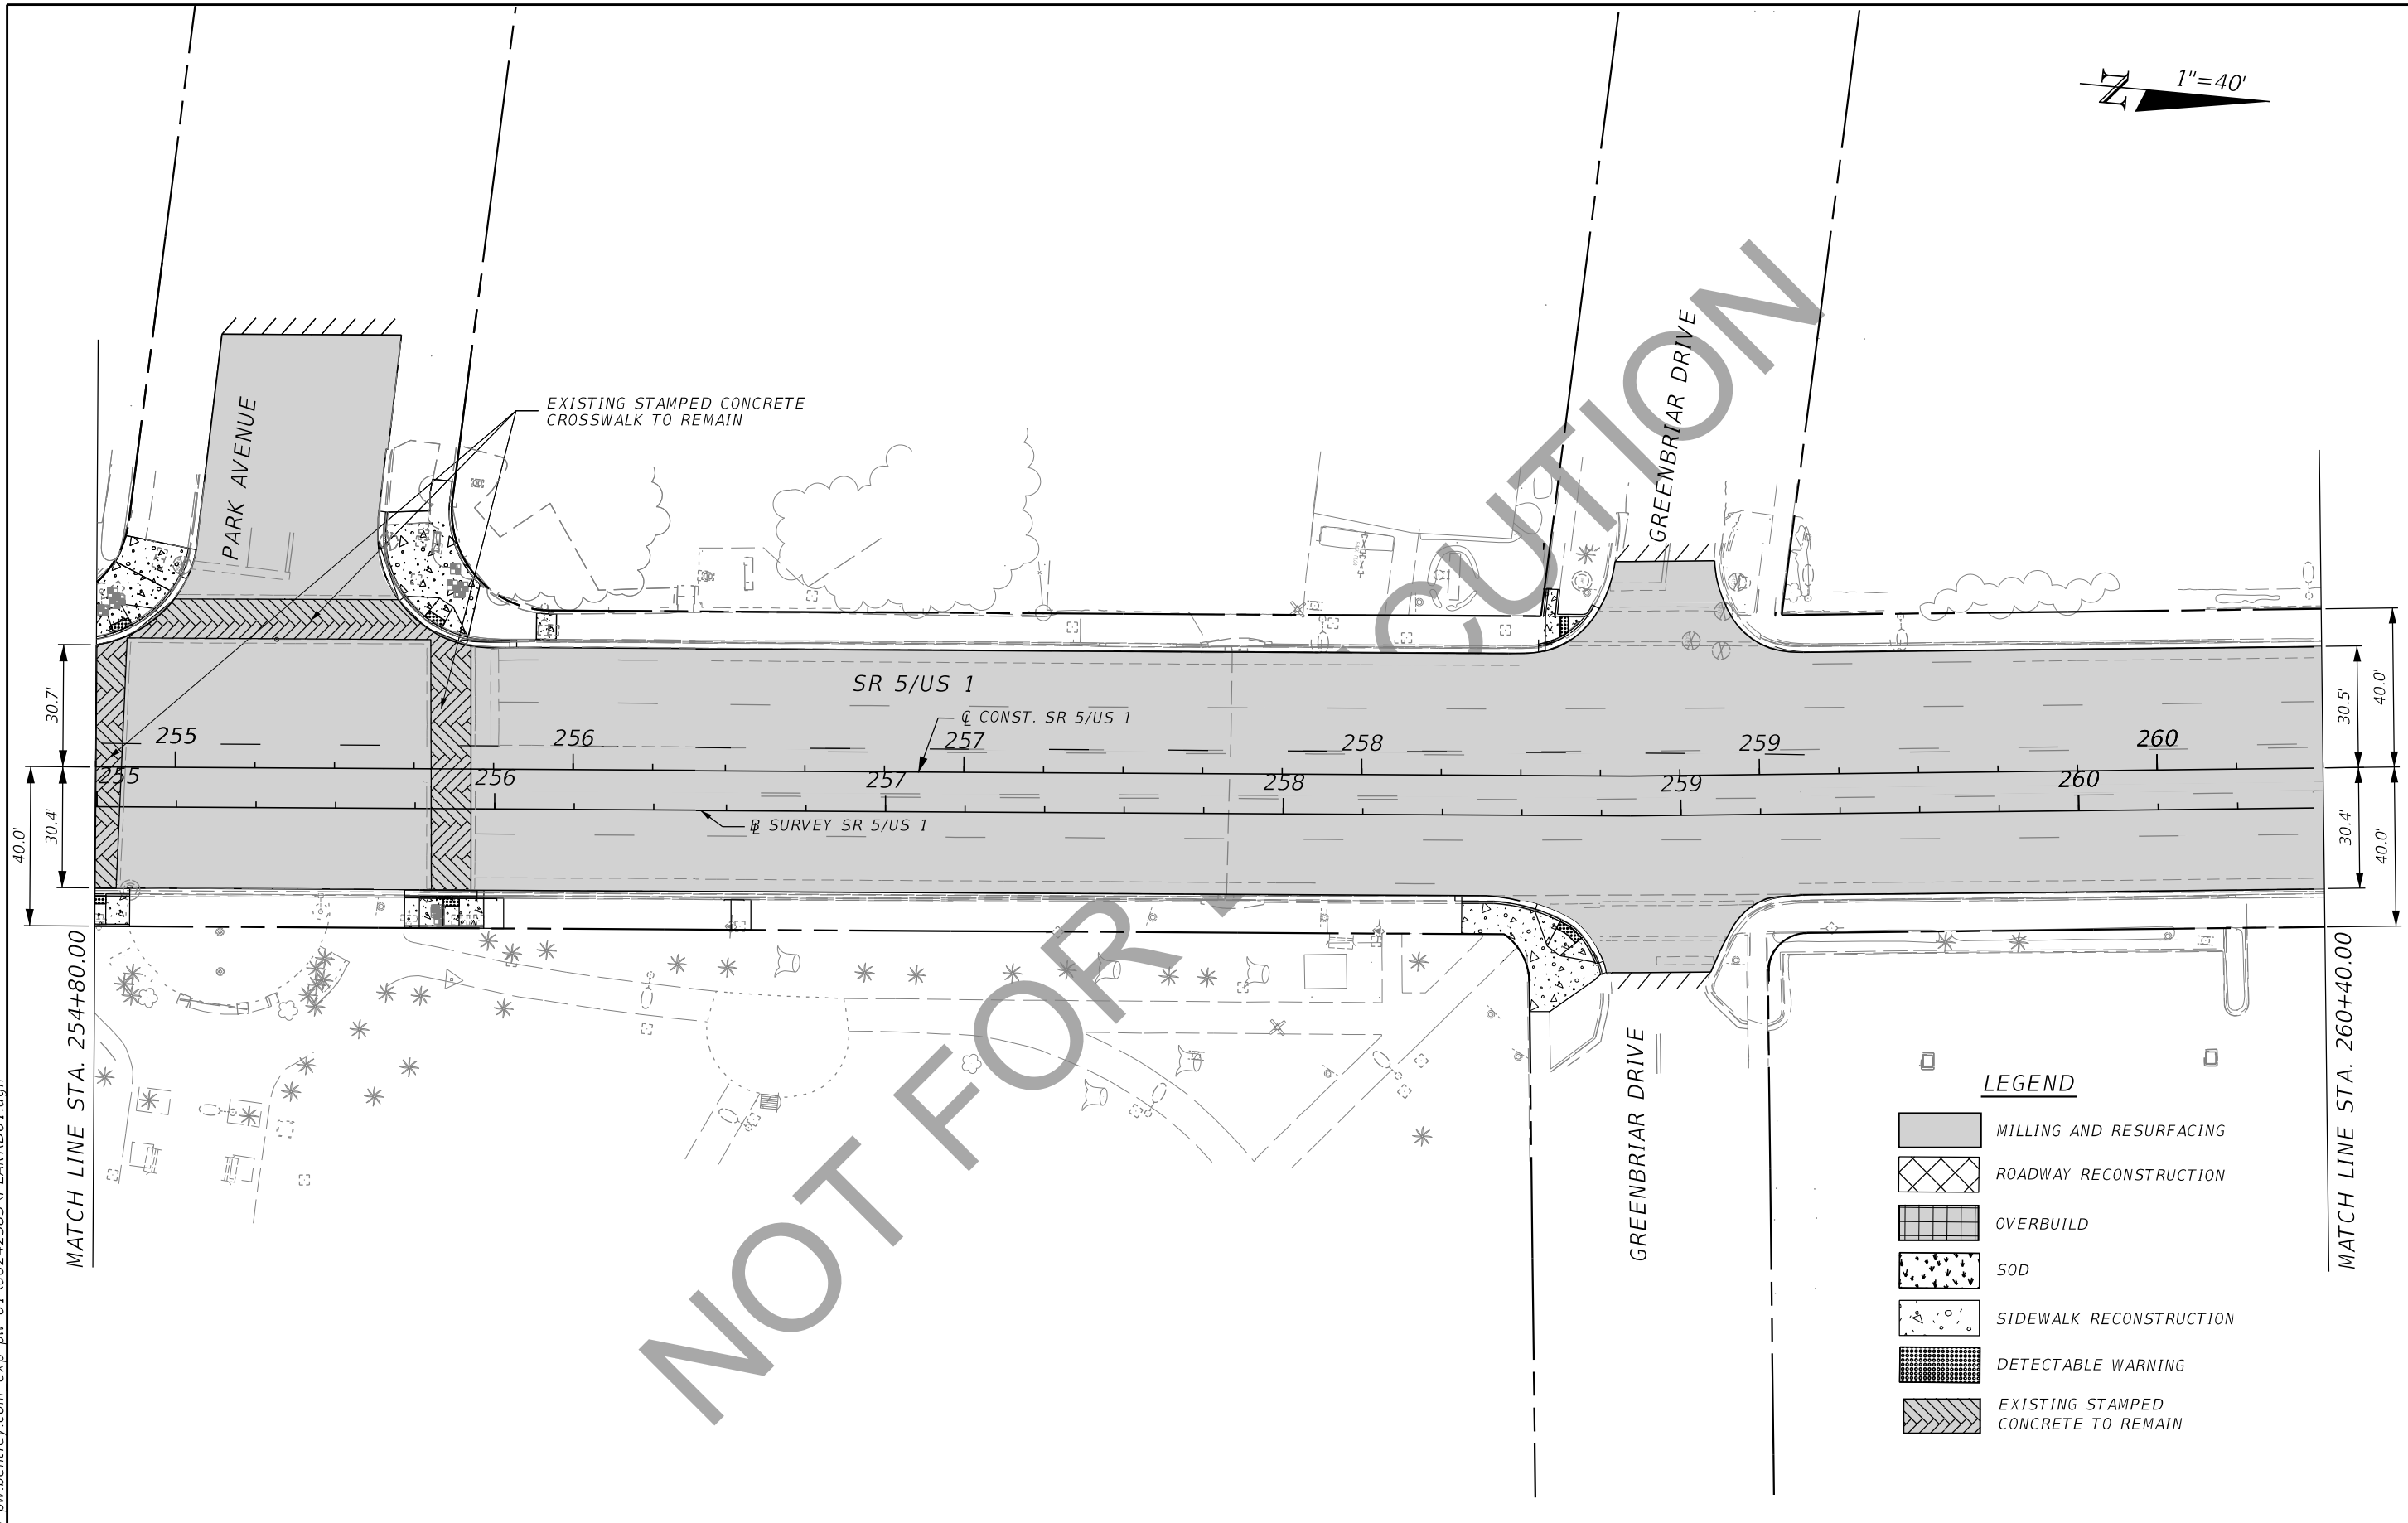 1"=40'
N
EXISTING STAMPED CONCRETE
CROSSWALK TO REMAIN
PARK AVENUE
GREENBRIAR DRIVE
SR 5/US 1
℄ CONST. SR 5/US 1
255
256
257
258
259
260
255
256
257
258
259
260
B̵L SURVEY SR 5/US 1
30.7'
30.4'
40.0'
30.5'
40.0'
30.4'
40.0'
MATCH LINE STA. 254+80.00
MATCH LINE STA. 260+40.00
GREENBRIAR DRIVE
LEGEND
MILLING AND RESURFACING
ROADWAY RECONSTRUCTION
OVERBUILD
SOD
SIDEWALK RECONSTRUCTION
DETECTABLE WARNING
EXISTING STAMPED
CONCRETE TO REMAIN
NOT FOR CUTION